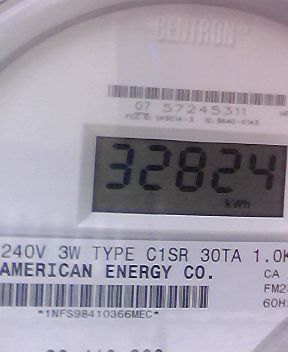 CENTRON
07 57245311
32824
kWh
240V 3W TYPE C1SR 30TA 1.0K
AMERICAN ENERGY CO.
CA
FM2
60H
*1NFS98410366MEC*